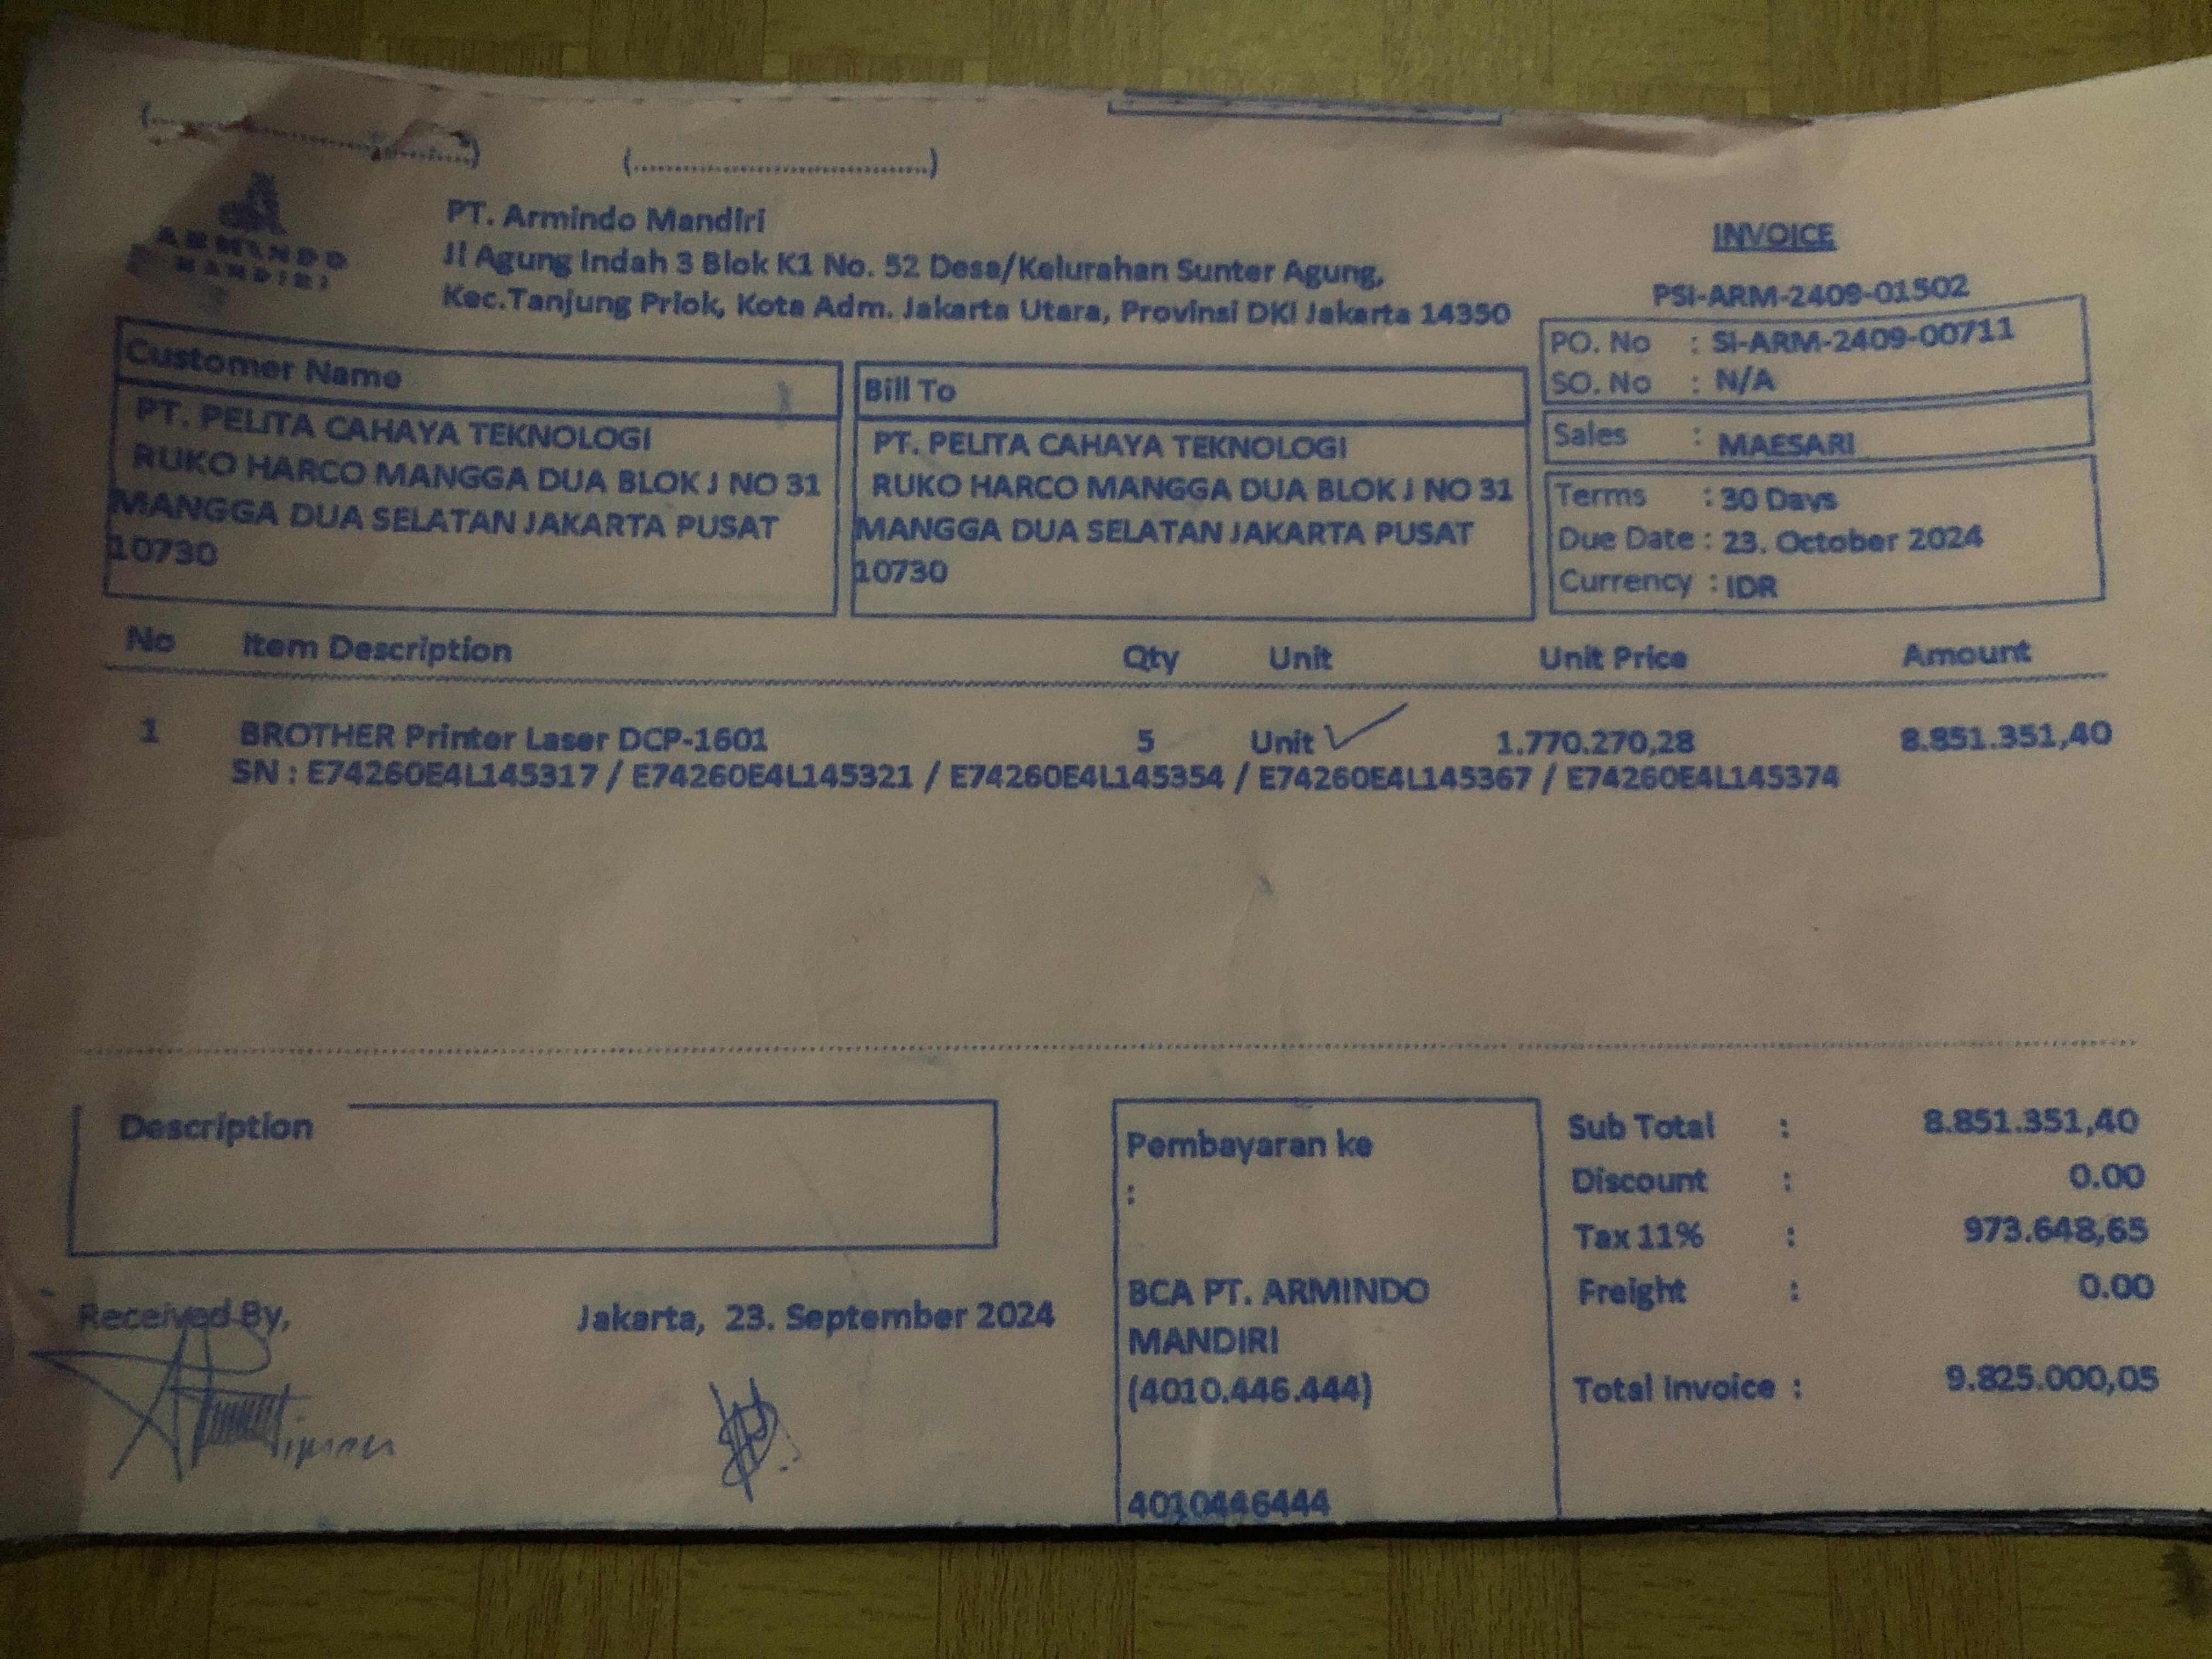 (..............................)
(..............................)
ARMINDO
MANDIRI
PT. Armindo Mandiri
Jl Agung Indah 3 Blok K1 No. 52 Desa/Kelurahan Sunter Agung,
Kec.Tanjung Priok, Kota Adm. Jakarta Utara, Provinsi DKI Jakarta 14350
INVOICE
PSI-ARM-2409-01502
PO. No : SI-ARM-2409-00711
SO. No : N/A
Sales : MAESARI
Terms : 30 Days
Due Date : 23. October 2024
Currency : IDR
Customer Name
PT. PELITA CAHAYA TEKNOLOGI
RUKO HARCO MANGGA DUA BLOK J NO 31
MANGGA DUA SELATAN JAKARTA PUSAT
10730
Bill To
PT. PELITA CAHAYA TEKNOLOGI
RUKO HARCO MANGGA DUA BLOK J NO 31
MANGGA DUA SELATAN JAKARTA PUSAT
10730
No Item Description Qty Unit Unit Price Amount
1 BROTHER Printer Laser DCP-1601 5 Unit 1.770.270,28 8.851.351,40
SN : E74260E4L145317 / E74260E4L145321 / E74260E4L145354 / E74260E4L145367 / E74260E4L145374
Description
Received By,
Jakarta, 23. September 2024
Pembayaran ke
:
BCA PT. ARMINDO
MANDIRI
(4010.446.444)
4010446444
Sub Total : 8.851.351,40
Discount : 0.00
Tax 11% : 973.648,65
Freight : 0.00
Total Invoice : 9.825.000,05